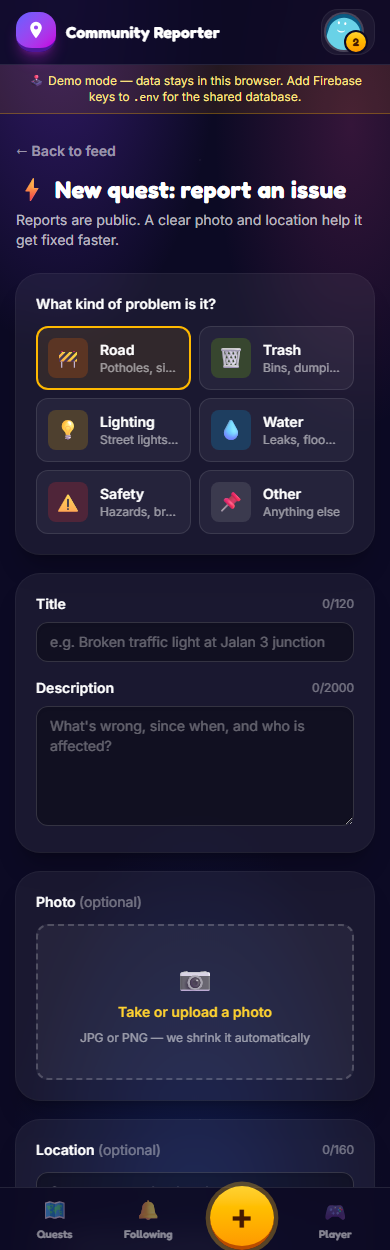 Community Reporter
2
Demo mode — data stays in this browser. Add Firebase
keys to .env for the shared database.
← Back to feed
New quest: report an issue
Reports are public. A clear photo and location help it
get fixed faster.
What kind of problem is it?
Road
Potholes, si...
Trash
Bins, dumpi...
Lighting
Street lights...
Water
Leaks, floo...
Safety
Hazards, br...
Other
Anything else
Title
0/120
e.g. Broken traffic light at Jalan 3 junction
Description
0/2000
What's wrong, since when, and who is
affected?
Photo (optional)
Take or upload a photo
JPG or PNG — we shrink it automatically
Location (optional)
0/160
Quests
Following
+
Player